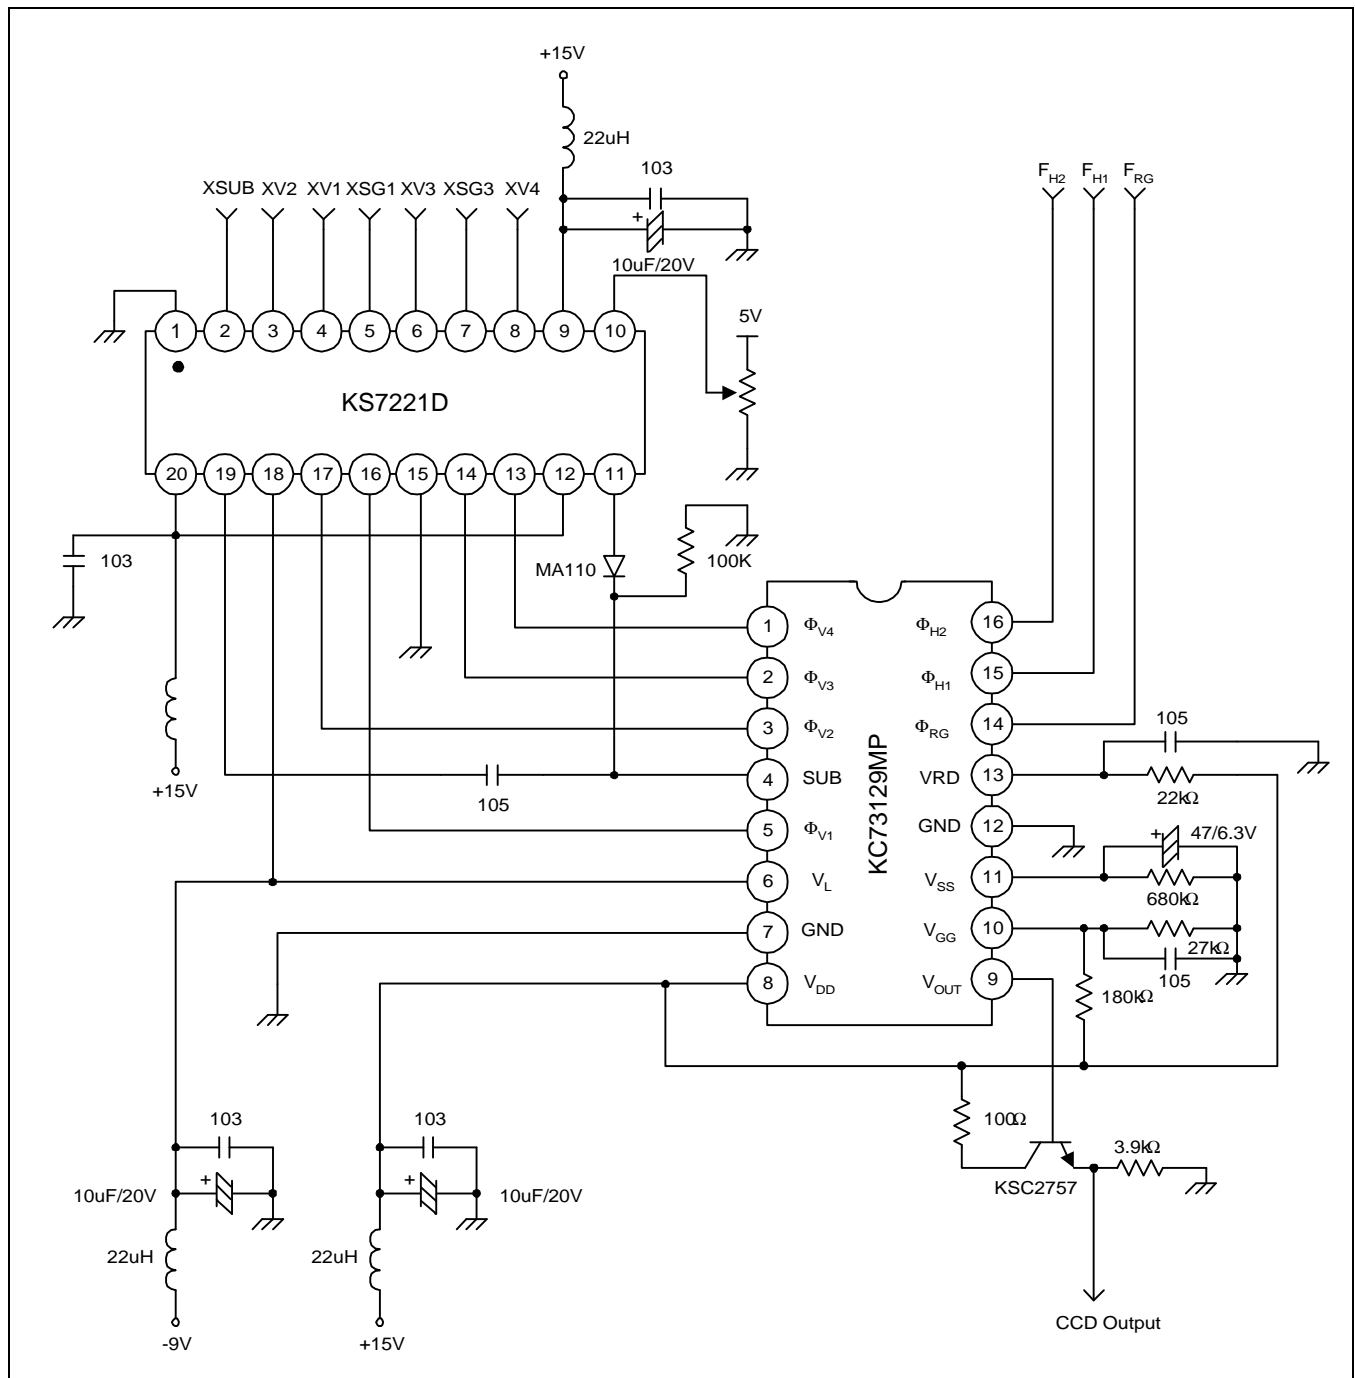 +15V
22uH
103
XSUB XV2 XV1 XSG1 XV3 XSG3 XV4
+
10uF/20V
F_H2 F_H1 F_RG
5V
1 2 3 4 5 6 7 8 9 10
KS7221D
20 19 18 17 16 15 14 13 12 11
103
MA110
100K
+15V
105
1 Φ_V4 Φ_H2 16
2 Φ_V3 Φ_H1 15
3 Φ_V2 Φ_RG 14
4 SUB VRD 13
5 Φ_V1 GND 12
6 V_L V_SS 11
7 GND V_GG 10
8 V_DD V_OUT 9
KC73129MP
105
22kΩ
+ 47/6.3V
680kΩ
27kΩ
105
180kΩ
103
103
+
+
10uF/20V
10uF/20V
22uH
22uH
-9V
+15V
100Ω
3.9kΩ
KSC2757
CCD Output